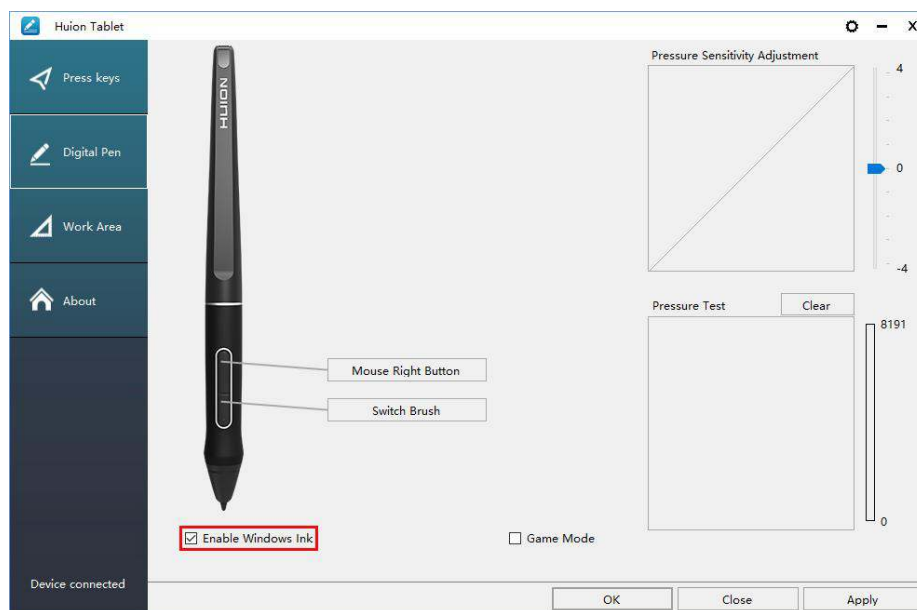 Huion Tablet
X
Press keys
Digital Pen
Work Area
About
Device connected
HUION
Mouse Right Button
Switch Brush
Enable Windows Ink
Game Mode
Pressure Sensitivity Adjustment
4
0
-4
Pressure Test
Clear
8191
0
OK
Close
Apply